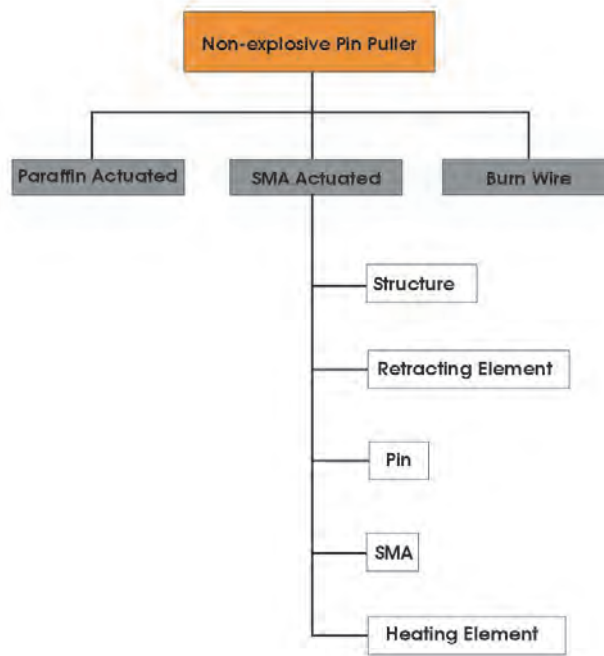 Non-explosive Pin Puller
Paraffin Actuated
SMA Actuated
Burn Wire
Structure
Retracting Element
Pin
SMA
Heating Element